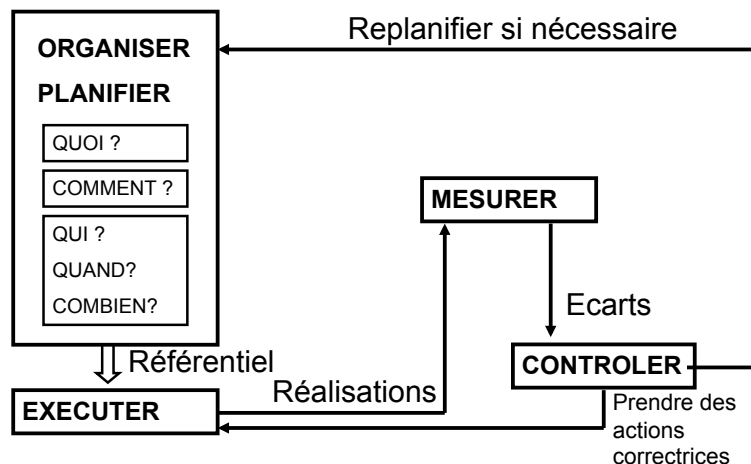 Replanifier si nécessaire
ORGANISER
PLANIFIER
QUOI ?
COMMENT ?
QUI ?
QUAND?
COMBIEN?
MESURER
Ecarts
Référentiel
CONTROLER
EXECUTER
Réalisations
Prendre des
actions
correctrices